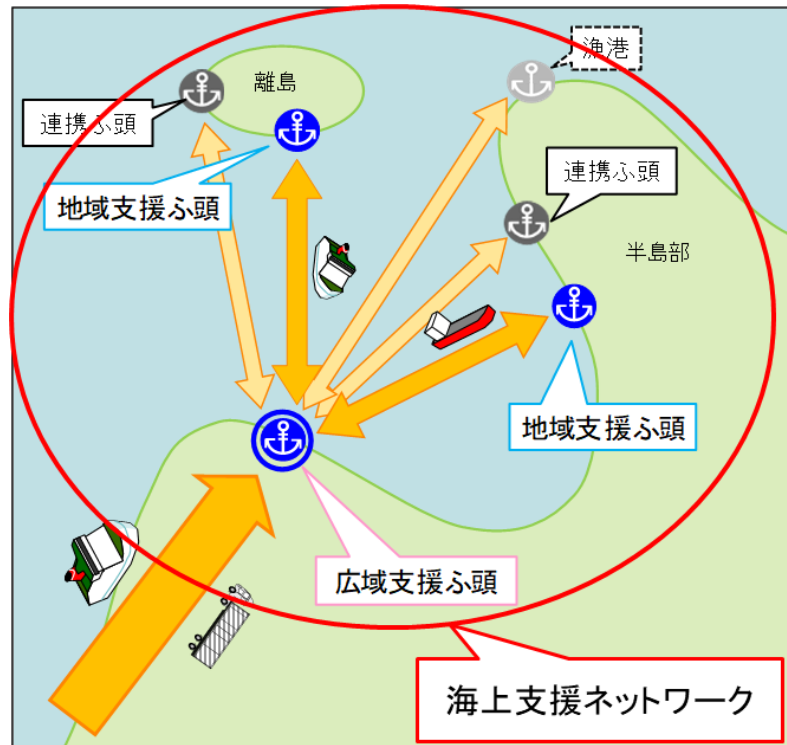 漁港
離島
連携ふ頭
連携ふ頭
地域支援ふ頭
半島部
地域支援ふ頭
広域支援ふ頭
海上支援ネットワーク